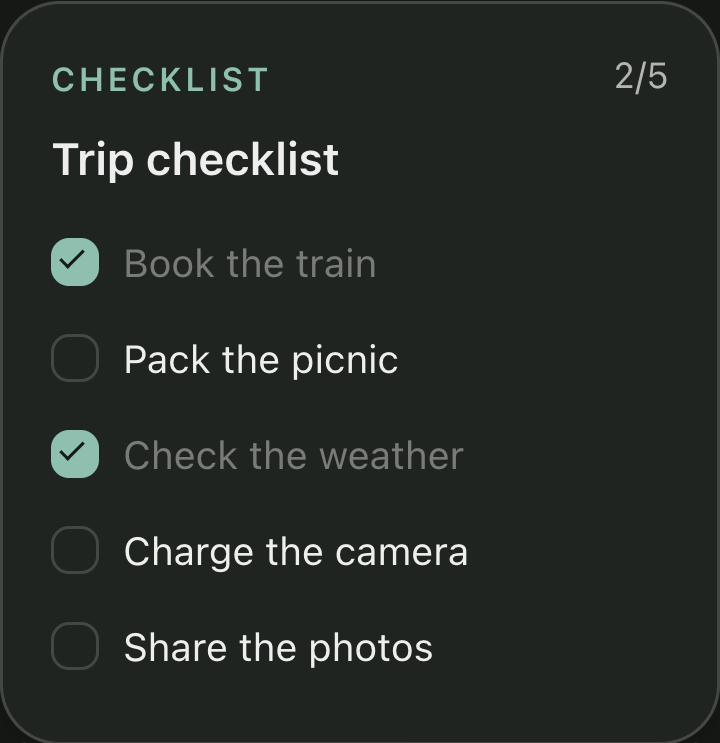 CHECKLIST
2/5
Trip checklist
Book the train
Pack the picnic
Check the weather
Charge the camera
Share the photos